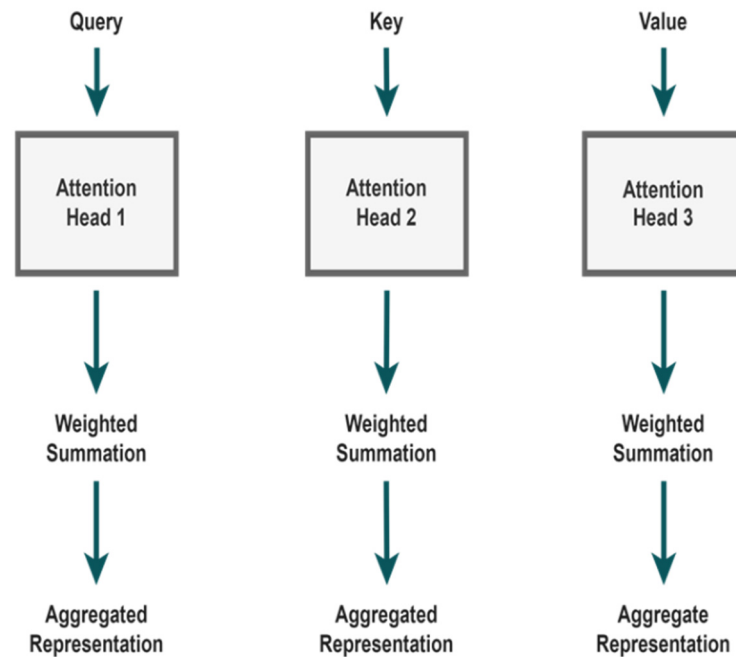 Query
Key
Value
Attention
Head 1
Attention
Head 2
Attention
Head 3
Weighted
Summation
Weighted
Summation
Weighted
Summation
Aggregated
Representation
Aggregated
Representation
Aggregate
Representation